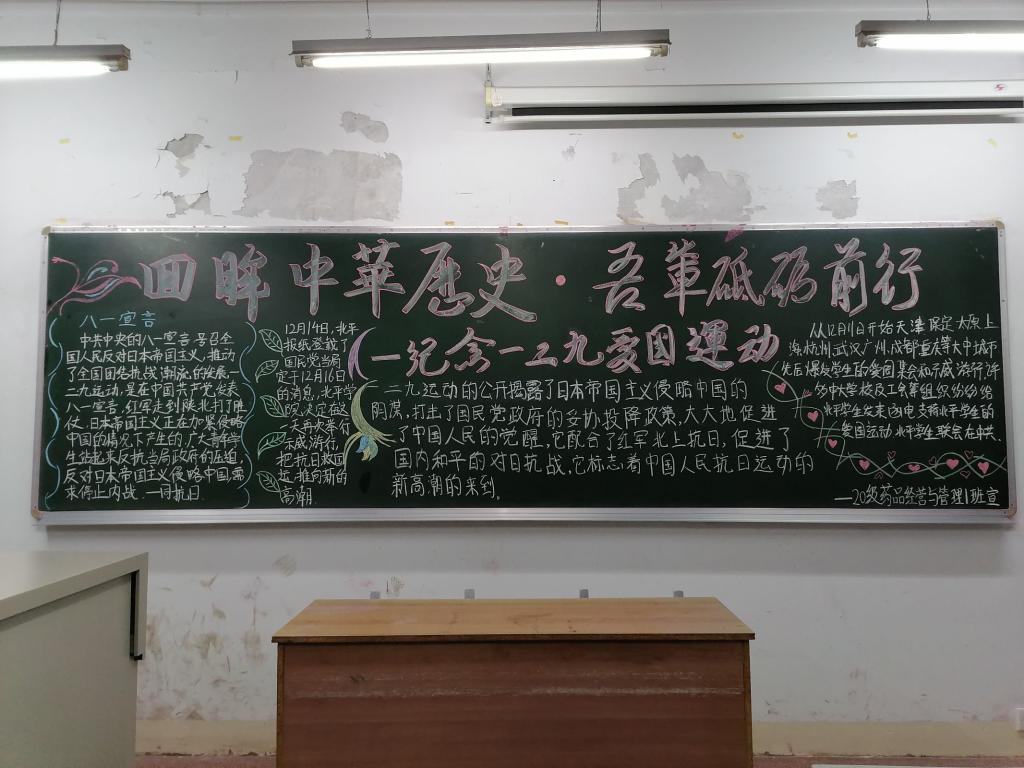 回眸中華歷史·吾輩砥砺前行
一纪念一二九爱国運动
八一宣言
中共中央的八一宣言,号召全
国人民反对日本帝国主义,推动
了全国团结抗战潮流的发展.一
二九运动,是在中国共产党发表
八一宣言,红军走到陕北打胜
仗.日本帝国主义正在加紧侵略
中国的情况下产生的,广大青年学
生站起来反抗当局政府的压迫
反对日本帝国主义侵略中国,需
求停止内战,一同抗日.
12月14日,北平
报纸登载了
国民党当局
定于12月16日
的消息,北平学
联决定在这
一天再次举行
示威游行,
把抗日救国
运推向新的
高潮
一二九运动的公开揭露了日本帝国主义侵略中国的
阴谋,打击了国民党政府的妥协投降政策,大大地促进
了中国人民的觉醒,它配合了红军北上抗日,促进了
国内和平的对日抗战,它标志着中国人民抗日运动的
新高潮的来到.
从12月11日开始天津 保定 太原 上
海 杭州.武汉 广州.成都重庆等大中城市
先后爆发学生的爱国集会和示威游行,许
多大中学校及工会等组织纷纷给
北平学生发来函电支持北平学生的
爱国运动.北平学生联会在中共.
—20级药品经营与管理1班宣